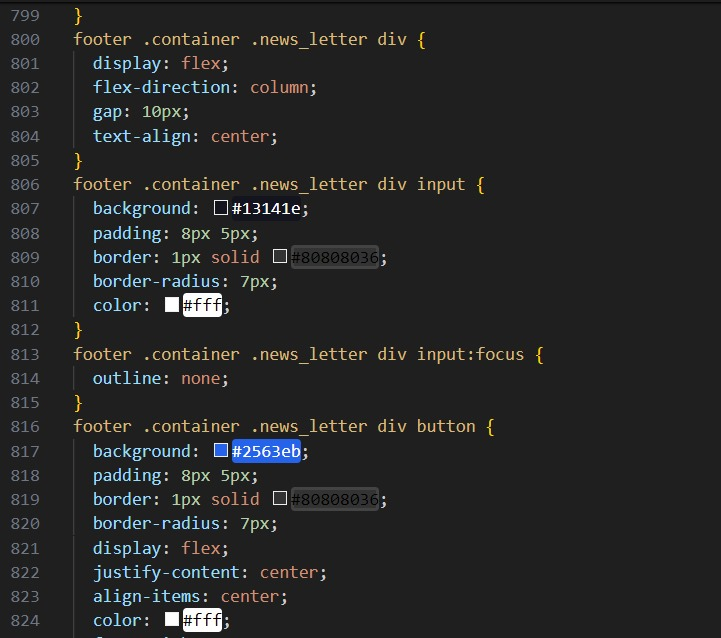 799 }
800 footer .container .news_letter div {
801 display: flex;
802 flex-direction: column;
803 gap: 10px;
804 text-align: center;
805 }
806 footer .container .news_letter div input {
807 background: #13141e;
808 padding: 8px 5px;
809 border: 1px solid #80808036;
810 border-radius: 7px;
811 color: #fff;
812 }
813 footer .container .news_letter div input:focus {
814 outline: none;
815 }
816 footer .container .news_letter div button {
817 background: #2563eb;
818 padding: 8px 5px;
819 border: 1px solid #80808036;
820 border-radius: 7px;
821 display: flex;
822 justify-content: center;
823 align-items: center;
824 color: #fff;